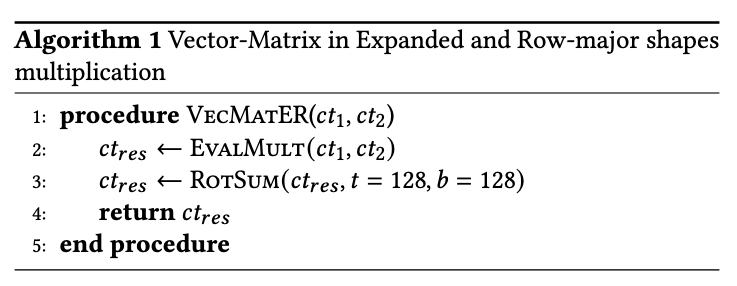 Algorithm 1 Vector-Matrix in Expanded and Row-major shapes
multiplication
1: procedure VecMatER(ct₁, ct₂)
2: ctᵣₑₛ ← EvalMult(ct₁, ct₂)
3: ctᵣₑₛ ← RotSum(ctᵣₑₛ, t = 128, b = 128)
4: return ctᵣₑₛ
5: end procedure